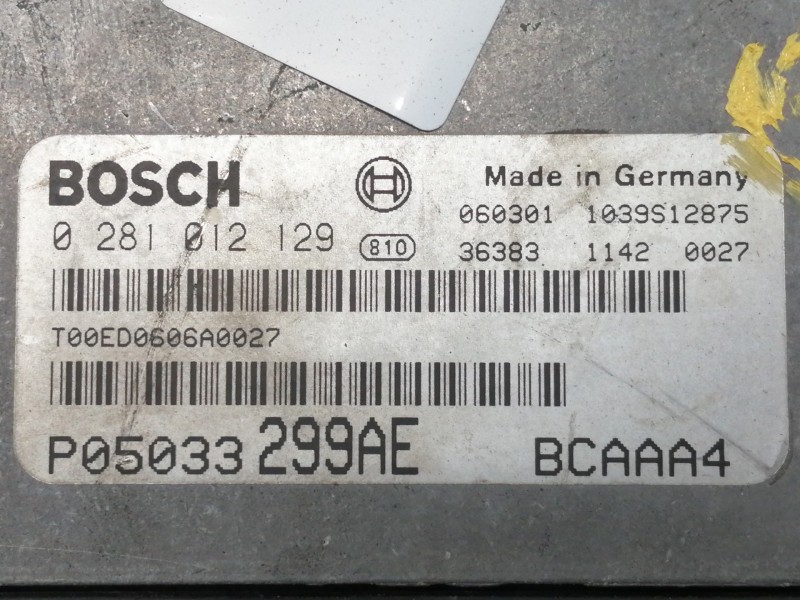 BOSCH
Made in Germany
060301 1039S12875
0 281 012 129 810 36383 1142 0027
T00ED0606A0027
P05033 299AE BCAAA4